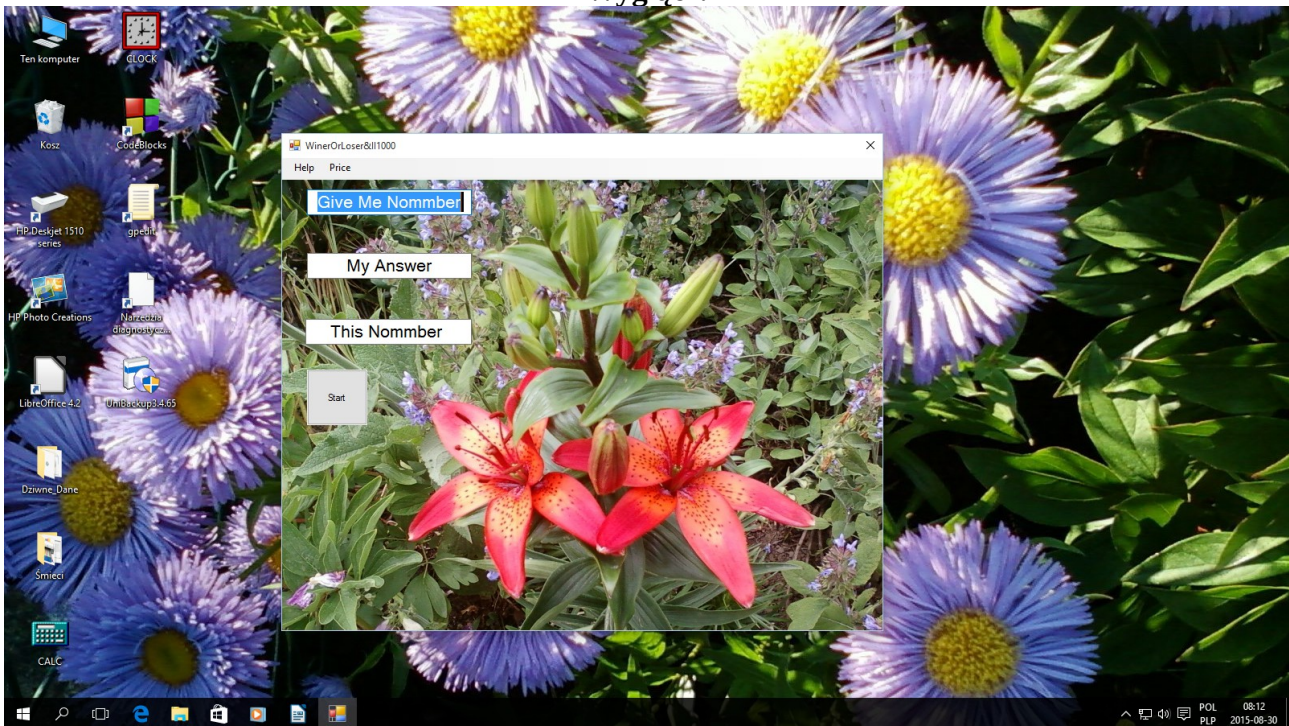 Ten komputer
CLOCK
Kosz
CodeBlocks
HP Deskjet 1510
series
gpedit
HP Photo Creations
Narzędzia
diagnostycz...
LibreOffice 4.2
UniBackup3.4.65
Dziwne_Dane
Śmieci
CALC
WinerOrLoser&III1000
Help Price
Give Me Nommber
My Answer
This Nommber
Start
POL
PLP
08:12
2015-08-30